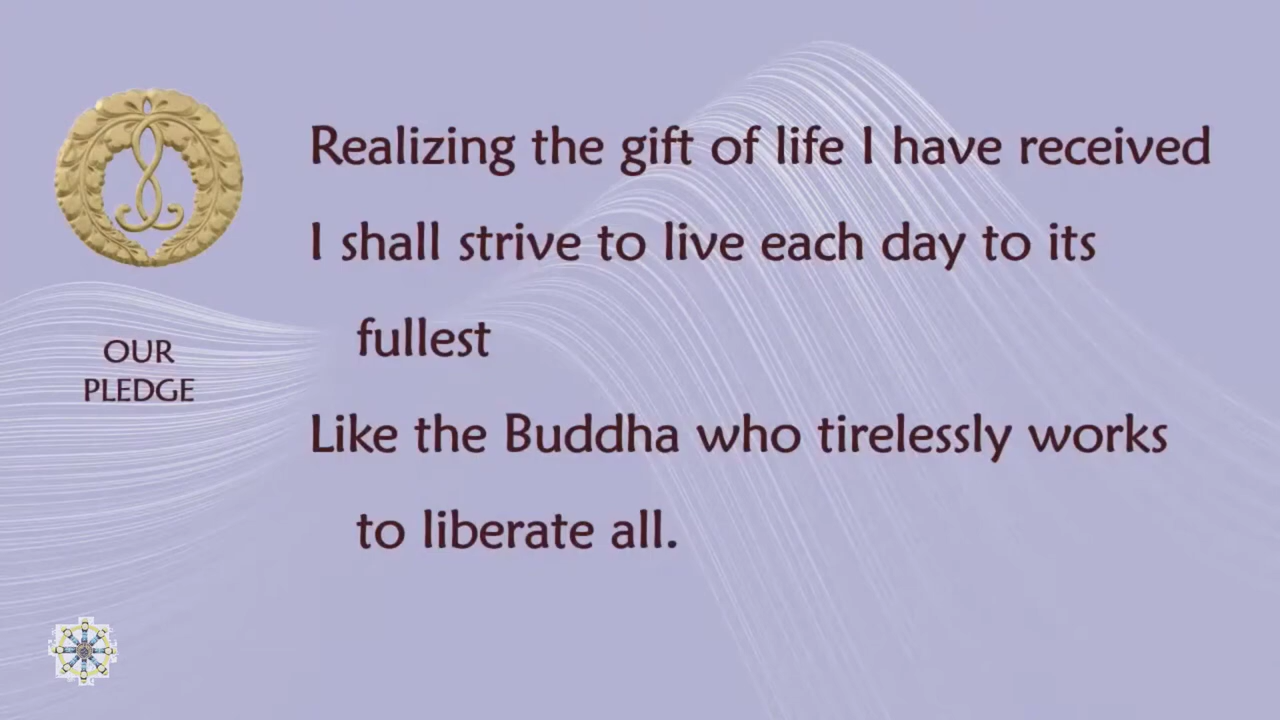 OUR
PLEDGE
Realizing the gift of life I have received
I shall strive to live each day to its
fullest
Like the Buddha who tirelessly works
to liberate all.